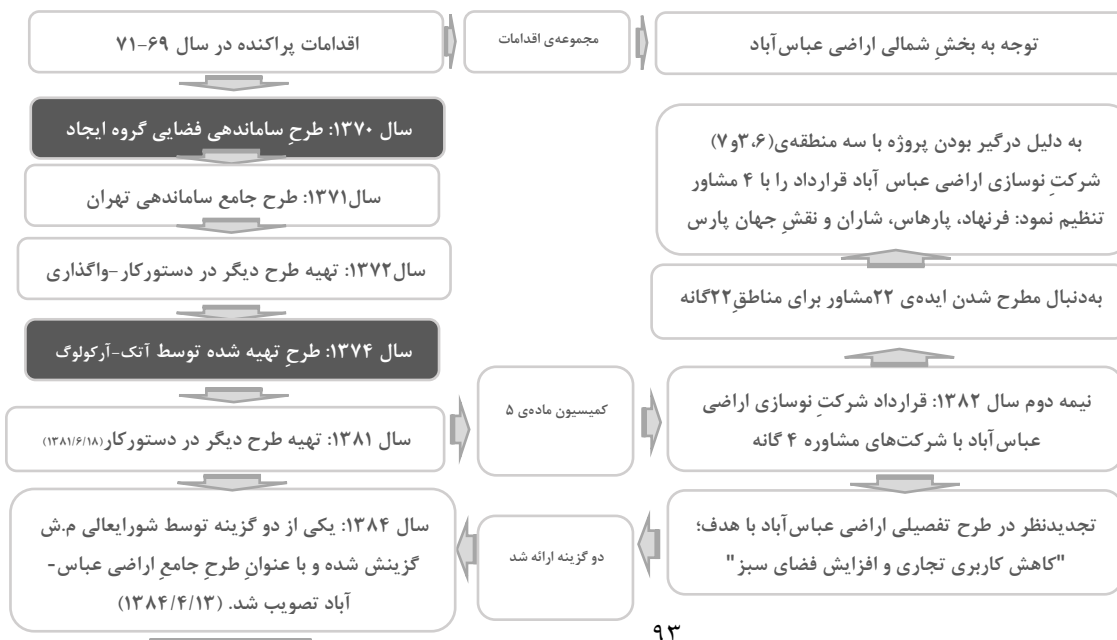 اقدامات پراکنده در سال ۶۹-۷۱
مجموعه‌ی اقدامات
توجه به بخشِ شمالی اراضی عباس‌آباد
سال ۱۳۷۰: طرحِ ساماندهی فضایی گروه ایجاد
سال۱۳۷۱: طرح جامع ساماندهی تهران
سال۱۳۷۲: تهیه طرح دیگر در دستورکار-واگذاری
سال ۱۳۷۴: طرحِ تهیه شده توسط آتک-آرکولوگ
سال ۱۳۸۱: تهیه طرح دیگر در دستورکار(۱۳۸۱/۶/۱۸)
کمیسیون ماده‌ی ۵
نیمه دوم سال ۱۳۸۲: قرارداد شرکتِ نوسازی اراضی
عباس‌آباد با شرکت‌های مشاوره ۴ گانه
به‌دنبال مطرح شدن ایده‌ی ۲۲مشاور برای مناطقِ۲۲گانه
به دلیل درگیر بودن پروژه با سه منطقه‌ی(۳،۶و۷)
شرکتِ نوسازی اراضی عباس آباد قرارداد را با ۴ مشاور
تنظیم نمود: فرنهاد، پارهاس، شاران و نقشِ جهان پارس
تجدیدنظر در طرح تفصیلی اراضی عباس‌آباد با هدف؛
"کاهش کاربری تجاری و افزایش فضای سبز"
دو گزینه ارائه شد
سال ۱۳۸۴: یکی از دو گزینه توسط شورایعالی م.ش
گزینش شده و با عنوانِ طرحِ جامعِ اراضی عباس-
آباد تصویب شد. (۱۳۸۴/۴/۱۳)
۹۳